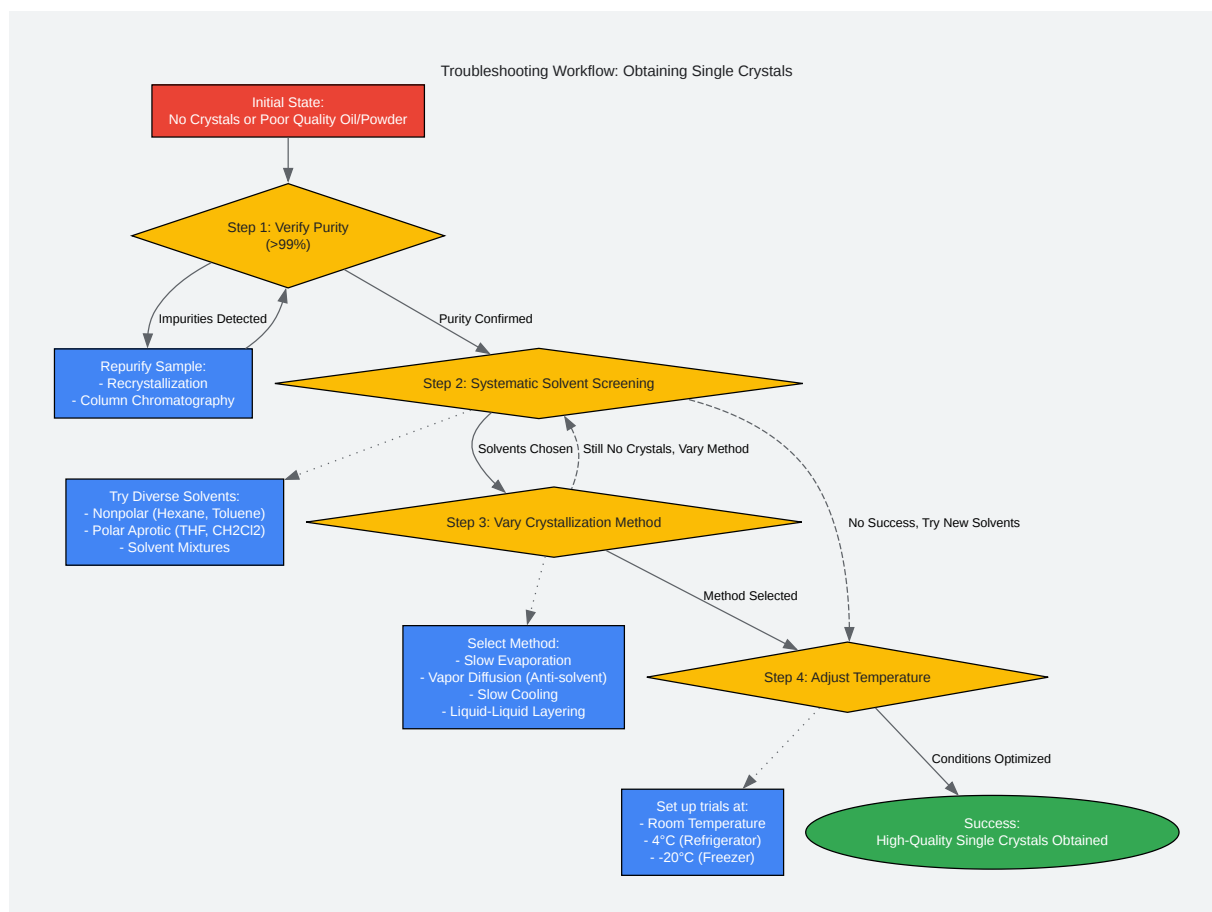 Troubleshooting Workflow: Obtaining Single Crystals
Initial State:
No Crystals or Poor Quality Oil/Powder
Step 1: Verify Purity
(>99%)
Impurities Detected
Purity Confirmed
Repurify Sample:
- Recrystallization
- Column Chromatography
Step 2: Systematic Solvent Screening
Solvents Chosen
Still No Crystals, Vary Method
Try Diverse Solvents:
- Nonpolar (Hexane, Toluene)
- Polar Aprotic (THF, CH2Cl2)
- Solvent Mixtures
Step 3: Vary Crystallization Method
No Success, Try New Solvents
Method Selected
Select Method:
- Slow Evaporation
- Vapor Diffusion (Anti-solvent)
- Slow Cooling
- Liquid-Liquid Layering
Step 4: Adjust Temperature
Conditions Optimized
Set up trials at:
- Room Temperature
- 4°C (Refrigerator)
- -20°C (Freezer)
Success:
High-Quality Single Crystals Obtained